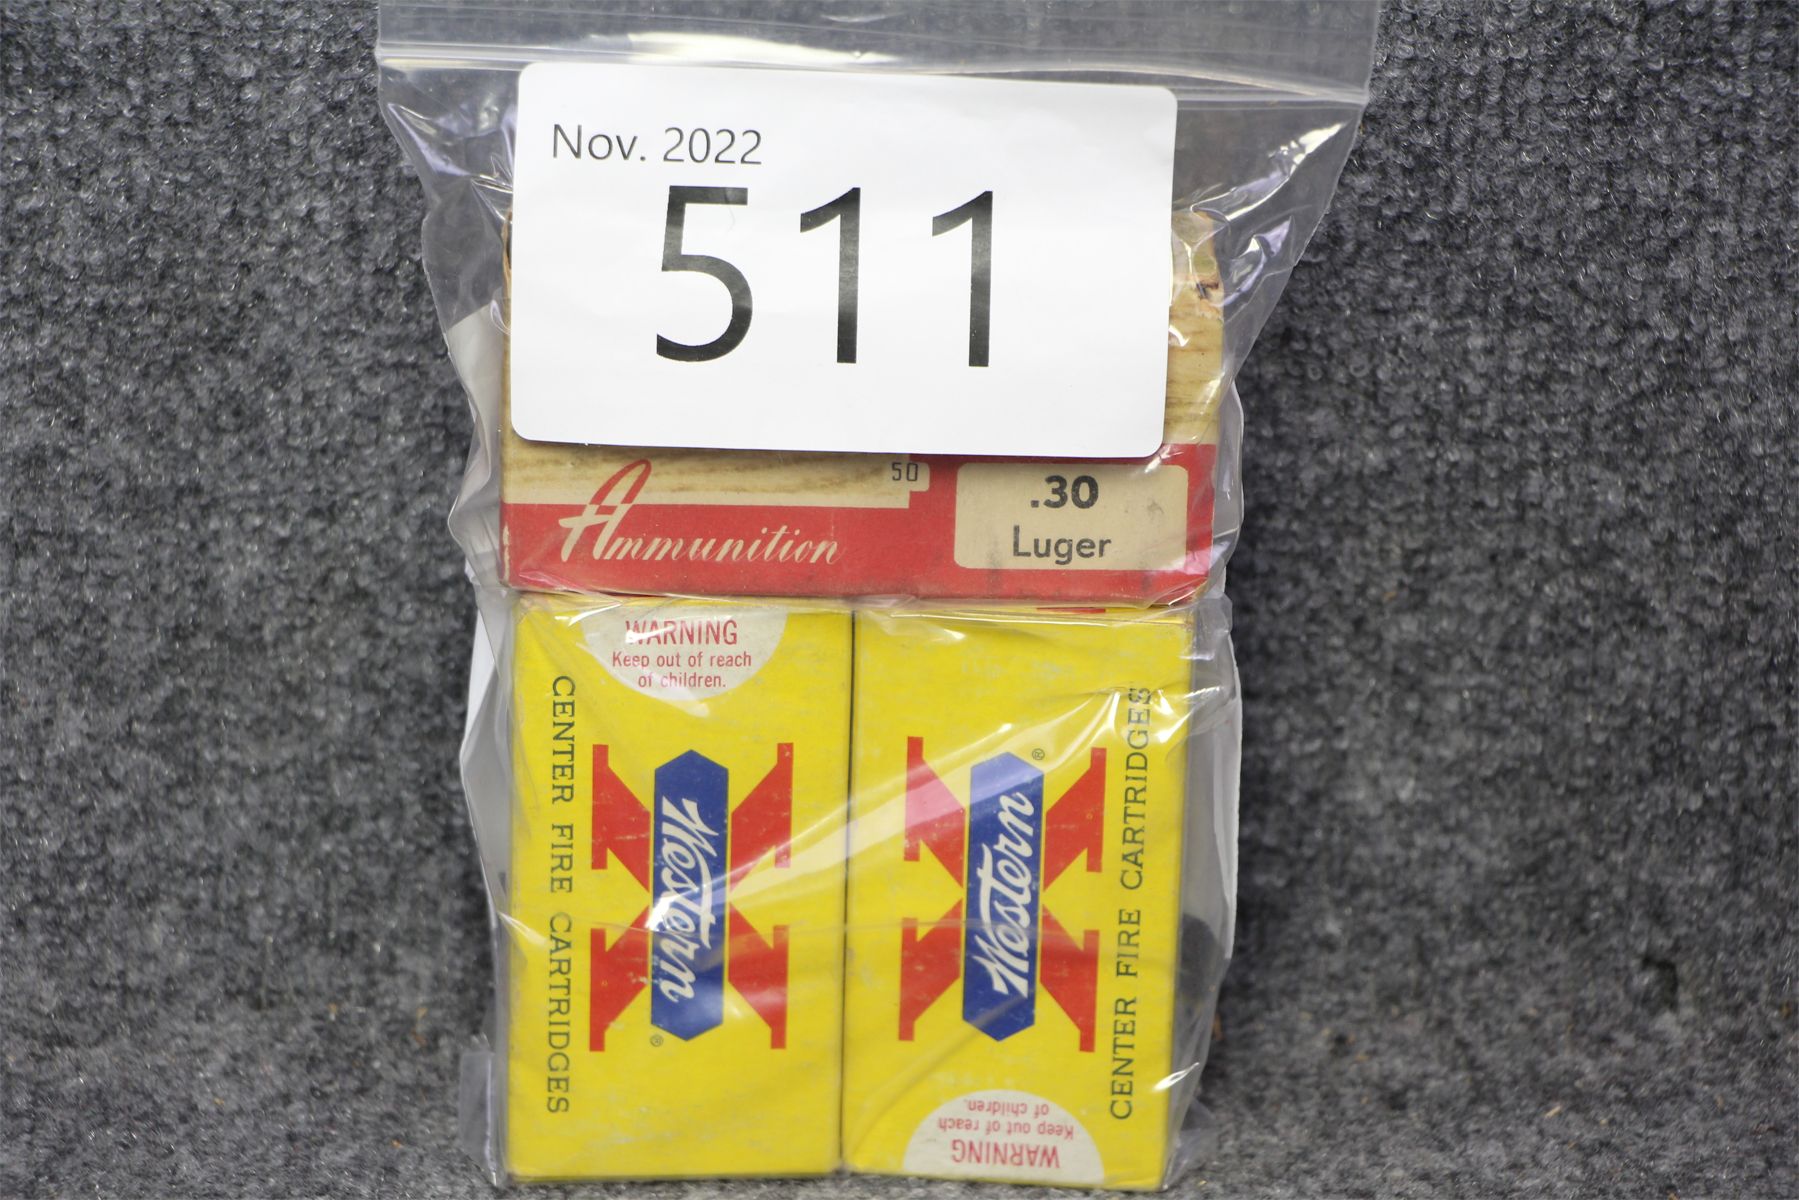 Nov. 2022
511
50
Ammunition
.30
Luger
WARNING
Keep out of reach
of children.
CENTER FIRE CARTRIDGES
Western
®
Western
®
CENTER FIRE CARTRIDGES
WARNING
Keep out of reach
of children.